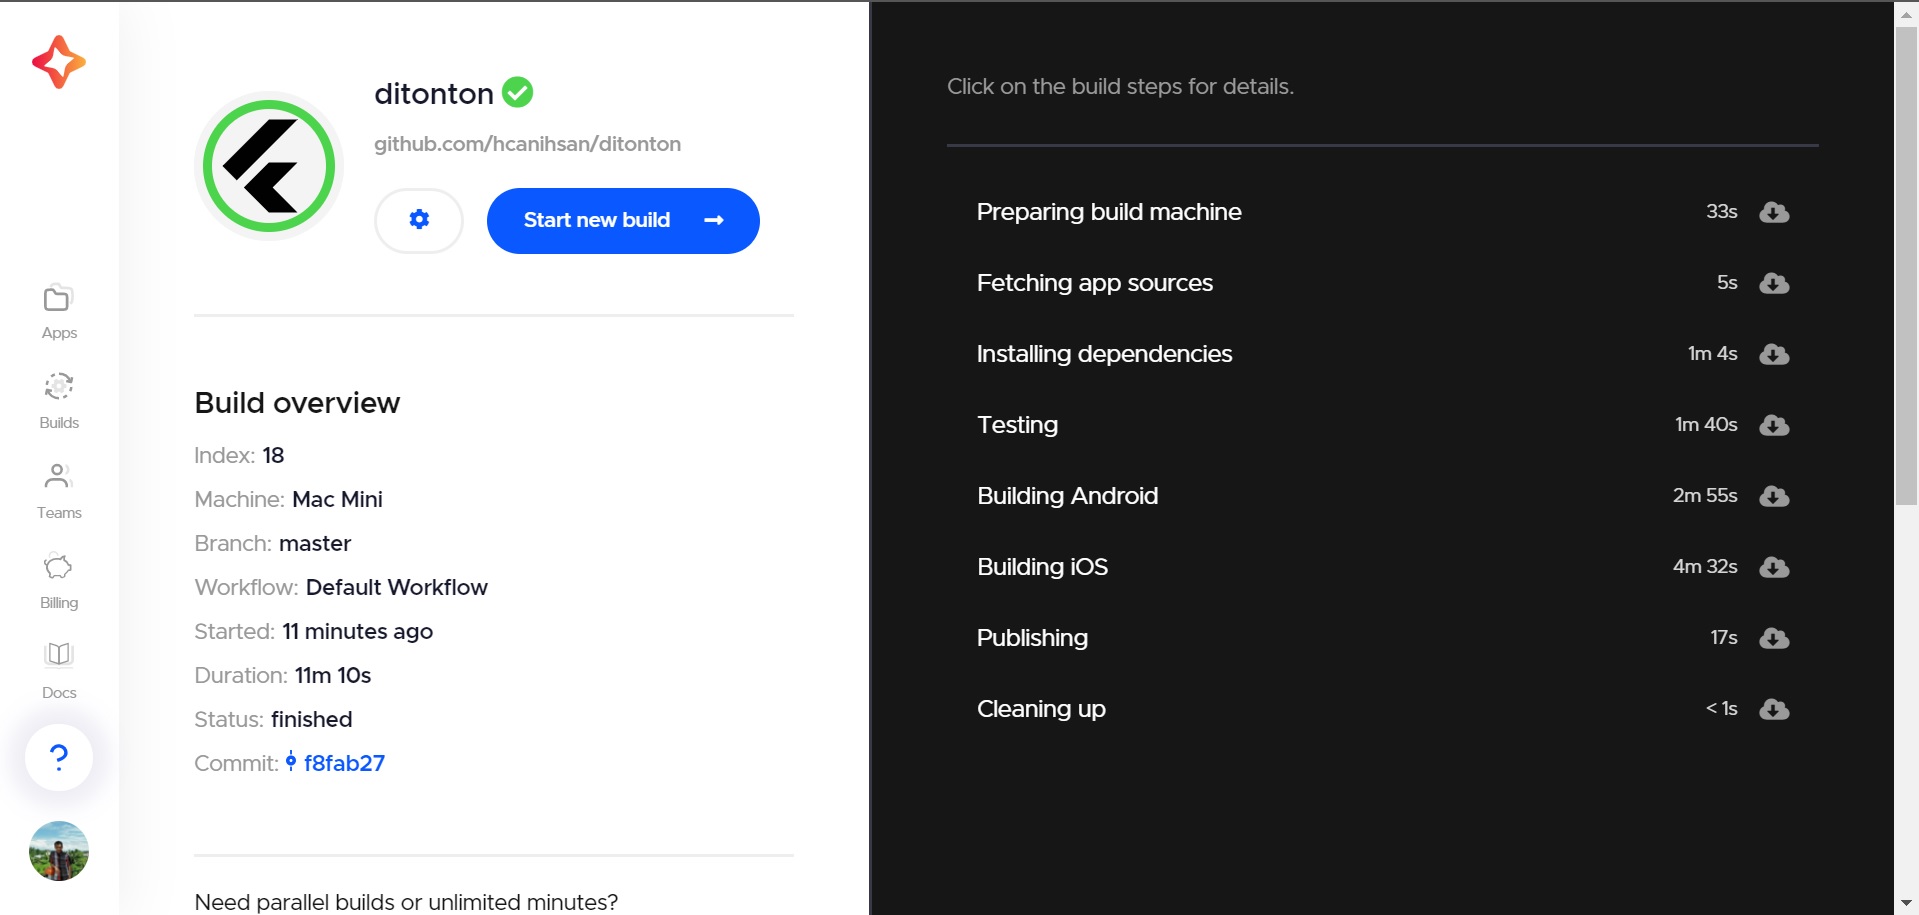 Apps
Builds
Teams
Billing
Docs
?
ditonton
github.com/hcanihsan/ditonton
Start new build
Build overview
Index: 18
Machine: Mac Mini
Branch: master
Workflow: Default Workflow
Started: 11 minutes ago
Duration: 11m 10s
Status: finished
Commit: f8fab27
Need parallel builds or unlimited minutes?
Click on the build steps for details.
Preparing build machine 33s
Fetching app sources 5s
Installing dependencies 1m 4s
Testing 1m 40s
Building Android 2m 55s
Building iOS 4m 32s
Publishing 17s
Cleaning up < 1s